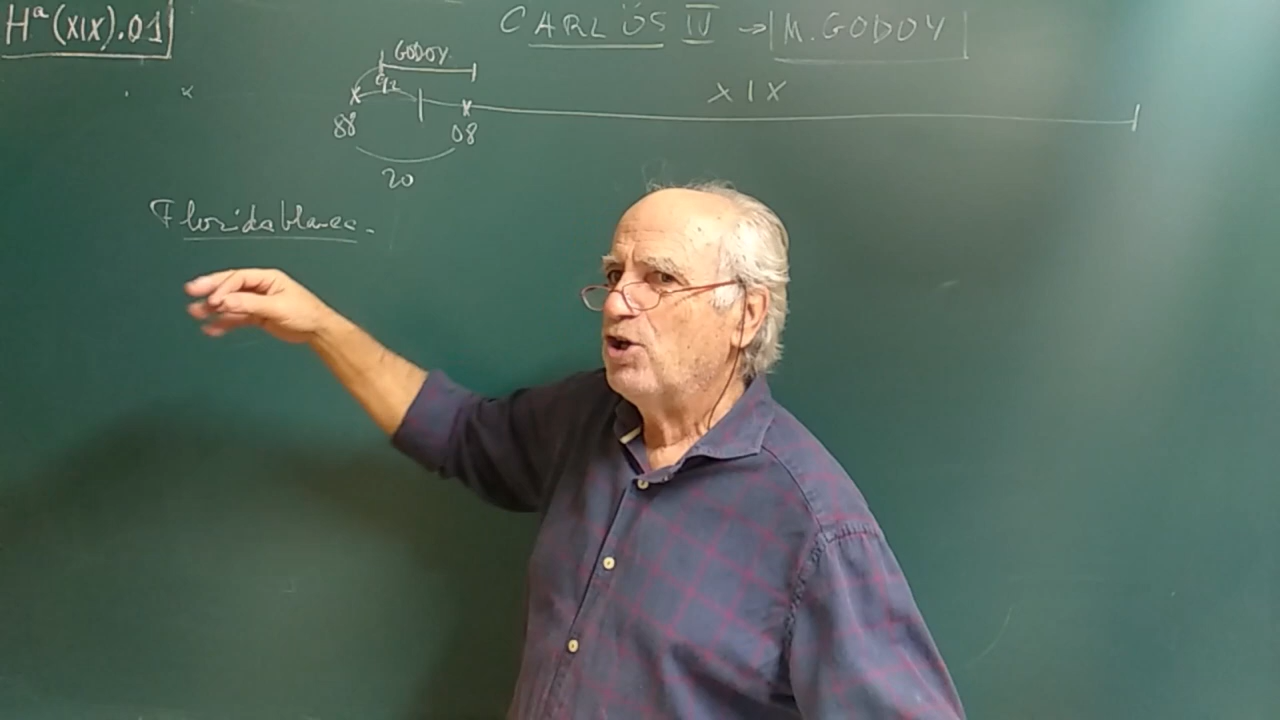 Hª(XIX).01
CARLOS IV → M. GODOY
GODOY
92
XIX
88
08
20
Floridablanca.